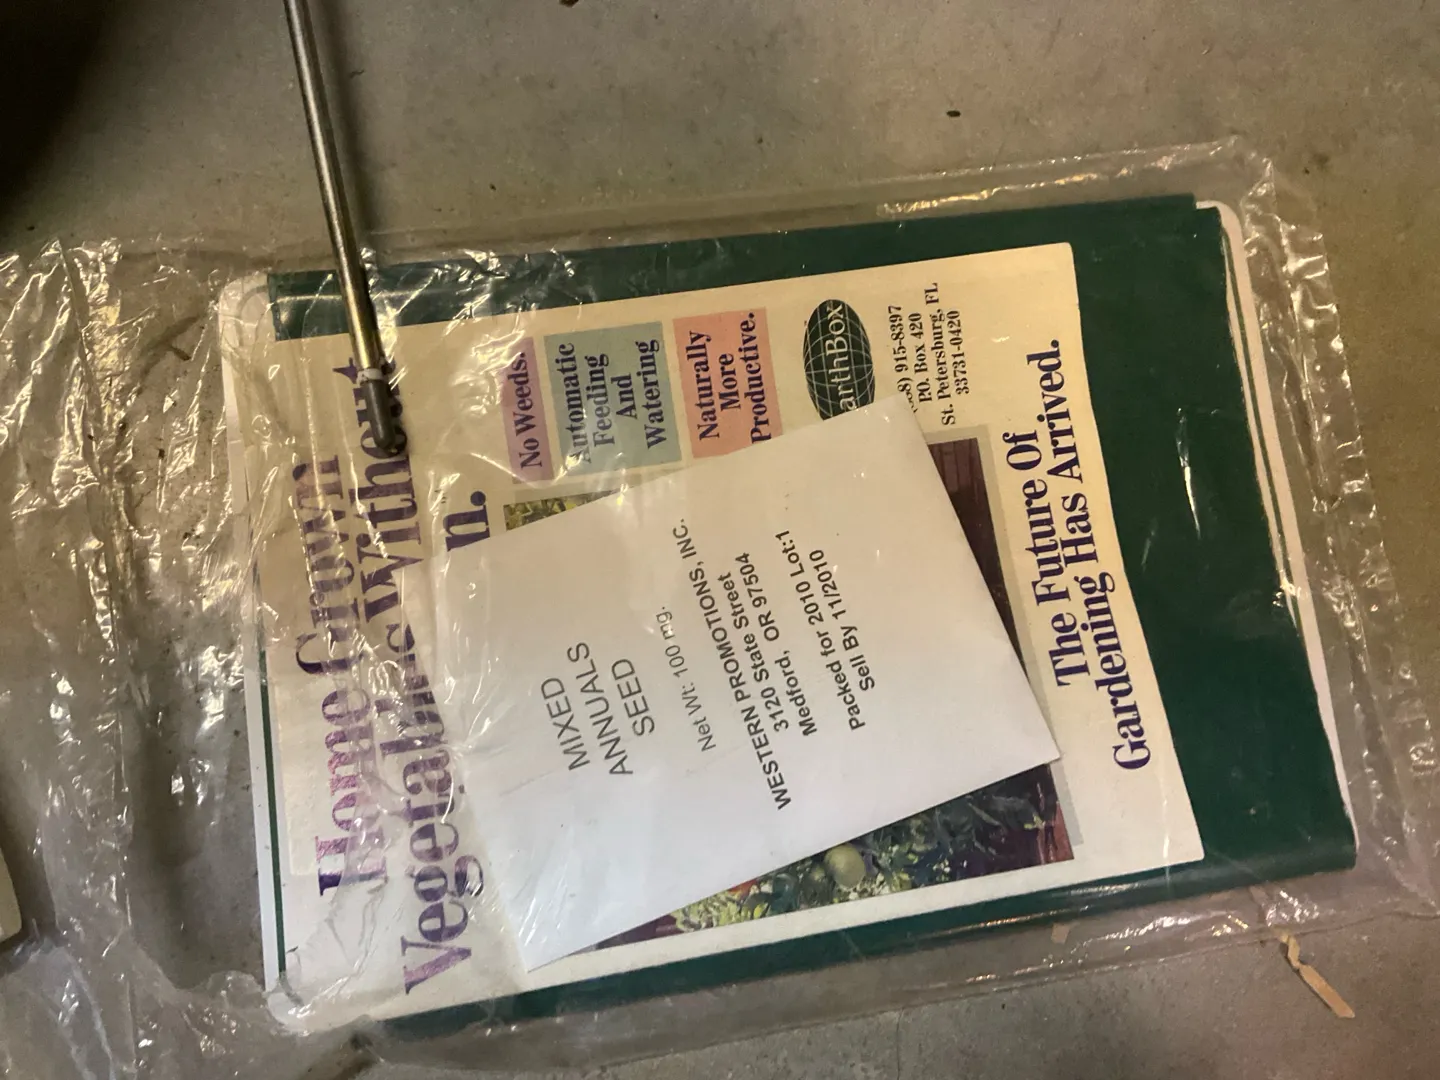 Home Grown
Vegetables Without
n.
No Weeds.
Automatic
Feeding
And
Watering
Naturally
More
Productive.
arthBox
8) 915-8397
P.O. Box 420
St. Petersburg, FL
33731-0420
MIXED
ANNUALS
SEED
Net Wt: 100 mg.
WESTERN PROMOTIONS, INC.
3120 State Street
Medford, OR 97504
Packed for 2010 Lot:1
Sell By 11/2010
The Future Of
Gardening Has Arrived.